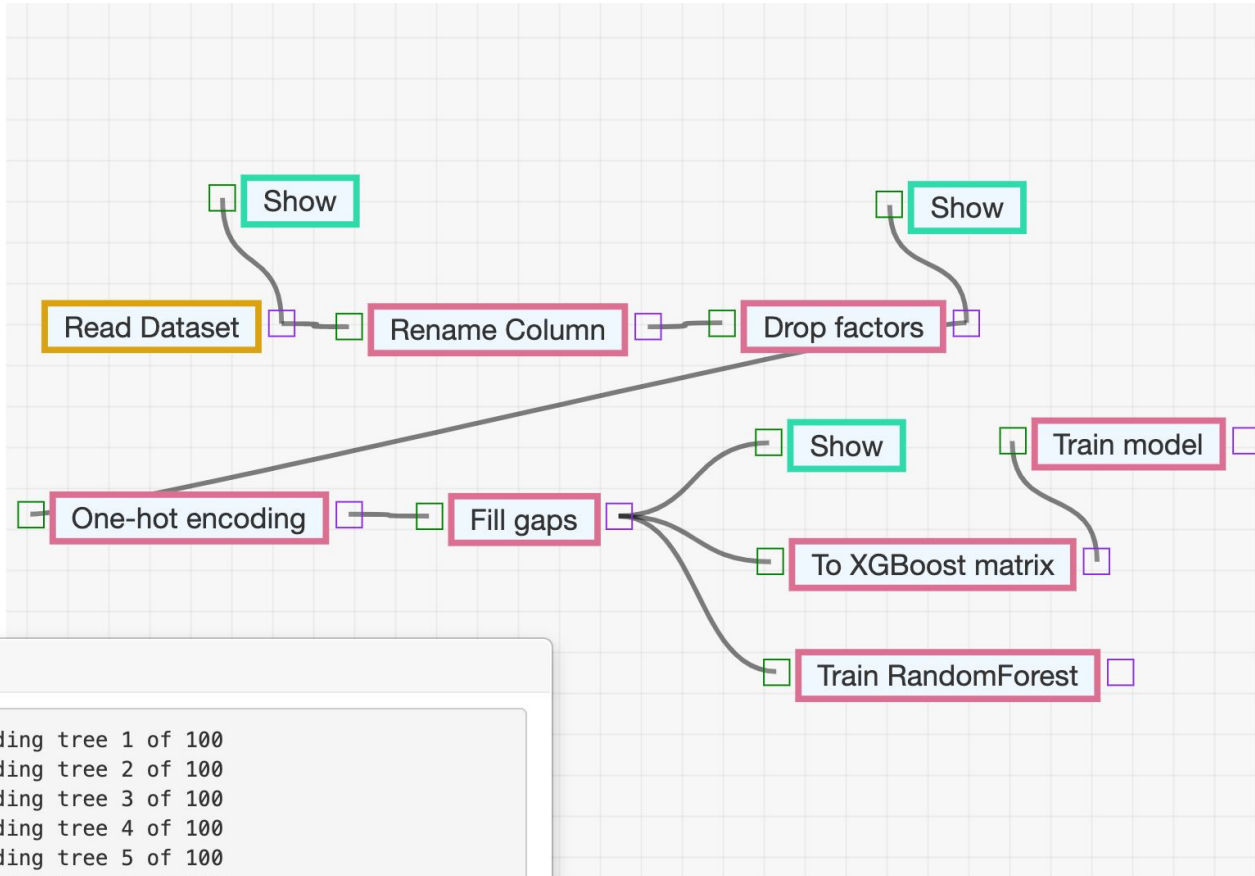 Show
Show
Read Dataset
Rename Column
Drop factors
Show
Train model
One-hot encoding
Fill gaps
To XGBoost matrix
Train RandomForest
ding tree 1 of 100
ding tree 2 of 100
ding tree 3 of 100
ding tree 4 of 100
ding tree 5 of 100